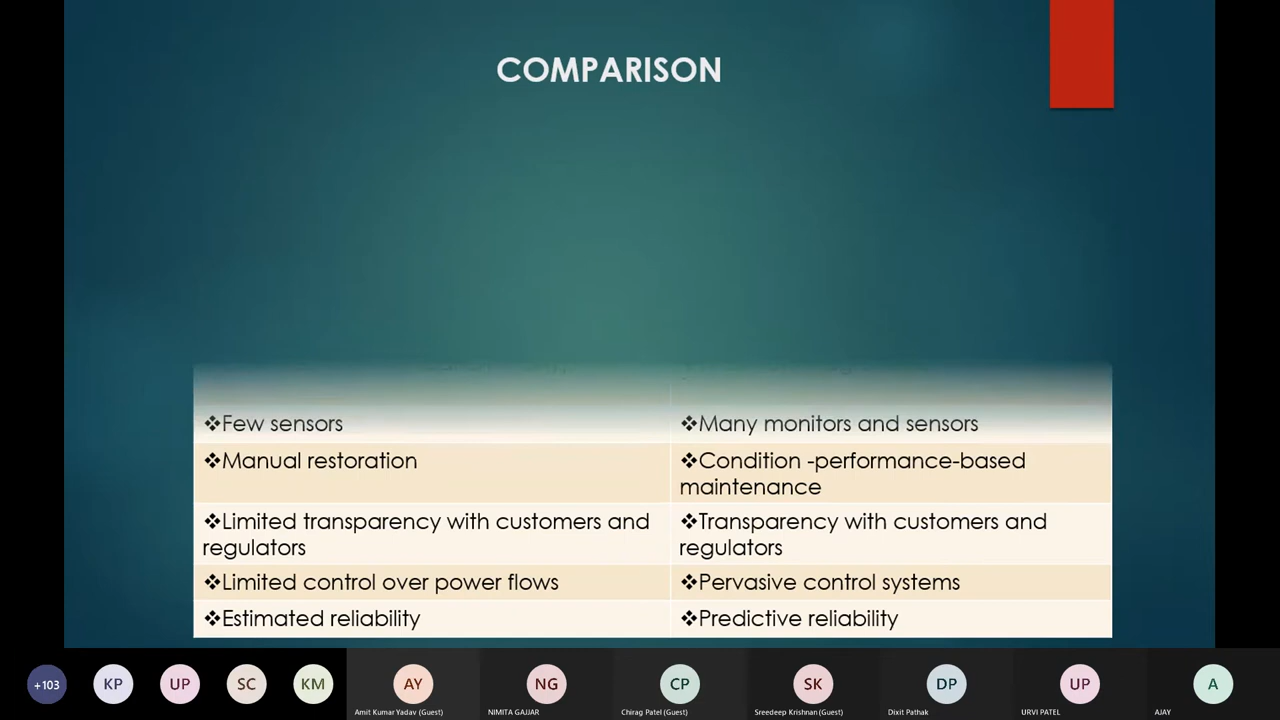 COMPARISON
❖Few sensors
❖Many monitors and sensors
❖Manual restoration
❖Condition -performance-based
maintenance
❖Limited transparency with customers and
regulators
❖Transparency with customers and
regulators
❖Limited control over power flows
❖Pervasive control systems
❖Estimated reliability
❖Predictive reliability
+103
KP
UP
SC
KM
AY
NG
CP
SK
DP
UP
A
Amit Kumar Yadav (Guest)
NIMITA GAJJAR
Chirag Patel (Guest)
Sreedeep Krishnan (Guest)
Dixit Pathak
URVI PATEL
AJAY